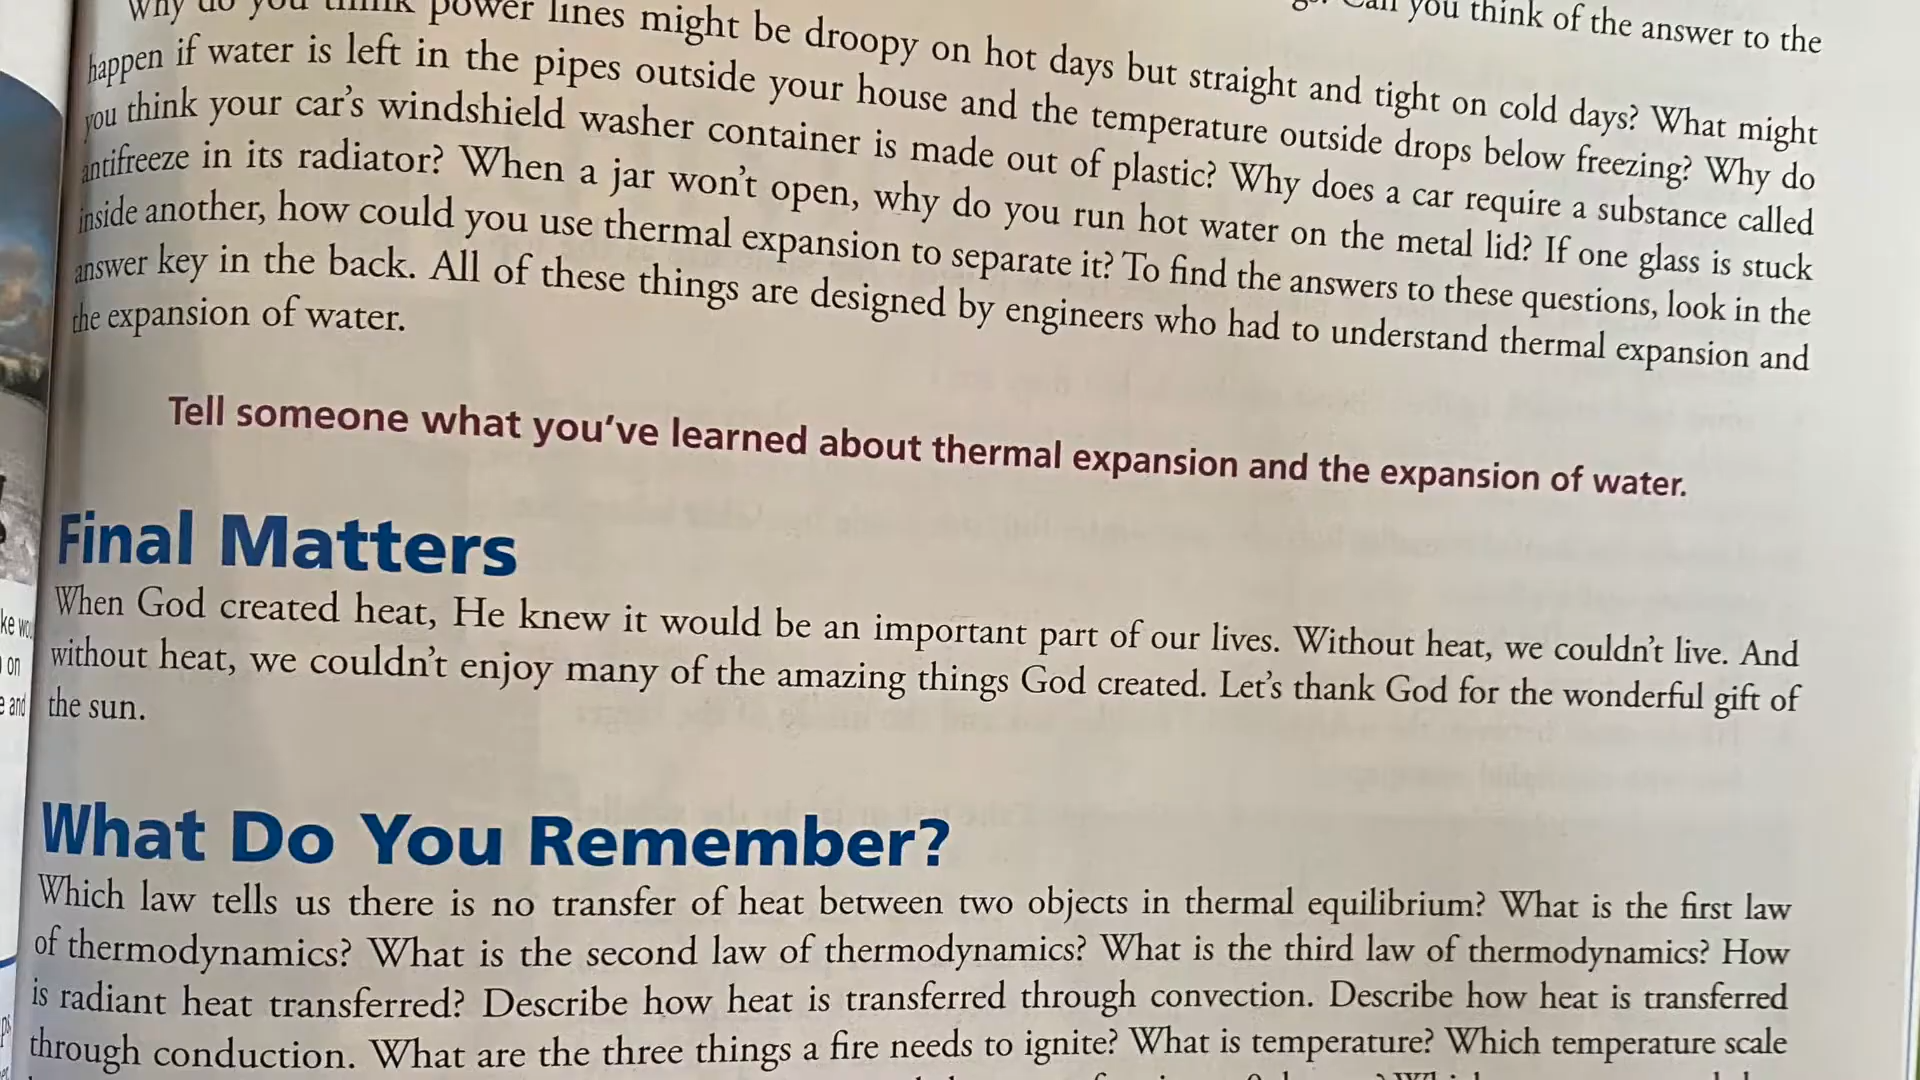 Can you think of the answer to the
Why do you think power lines might be droopy on hot days but straight and tight on cold days? What might
happen if water is left in the pipes outside your house and the temperature outside drops below freezing? Why do
you think your car's windshield washer container is made out of plastic? Why does a car require a substance called
antifreeze in its radiator? When a jar won't open, why do you run hot water on the metal lid? If one glass is stuck
inside another, how could you use thermal expansion to separate it? To find the answers to these questions, look in the
answer key in the back. All of these things are designed by engineers who had to understand thermal expansion and
the expansion of water.
Tell someone what you've learned about thermal expansion and the expansion of water.
Final Matters
When God created heat, He knew it would be an important part of our lives. Without heat, we couldn't live. And
without heat, we couldn't enjoy many of the amazing things God created. Let's thank God for the wonderful gift of
the sun.
What Do You Remember?
Which law tells us there is no transfer of heat between two objects in thermal equilibrium? What is the first law
of thermodynamics? What is the second law of thermodynamics? What is the third law of thermodynamics? How
is radiant heat transferred? Describe how heat is transferred through convection. Describe how heat is transferred
through conduction. What are the three things a fire needs to ignite? What is temperature? Which temperature scale
on